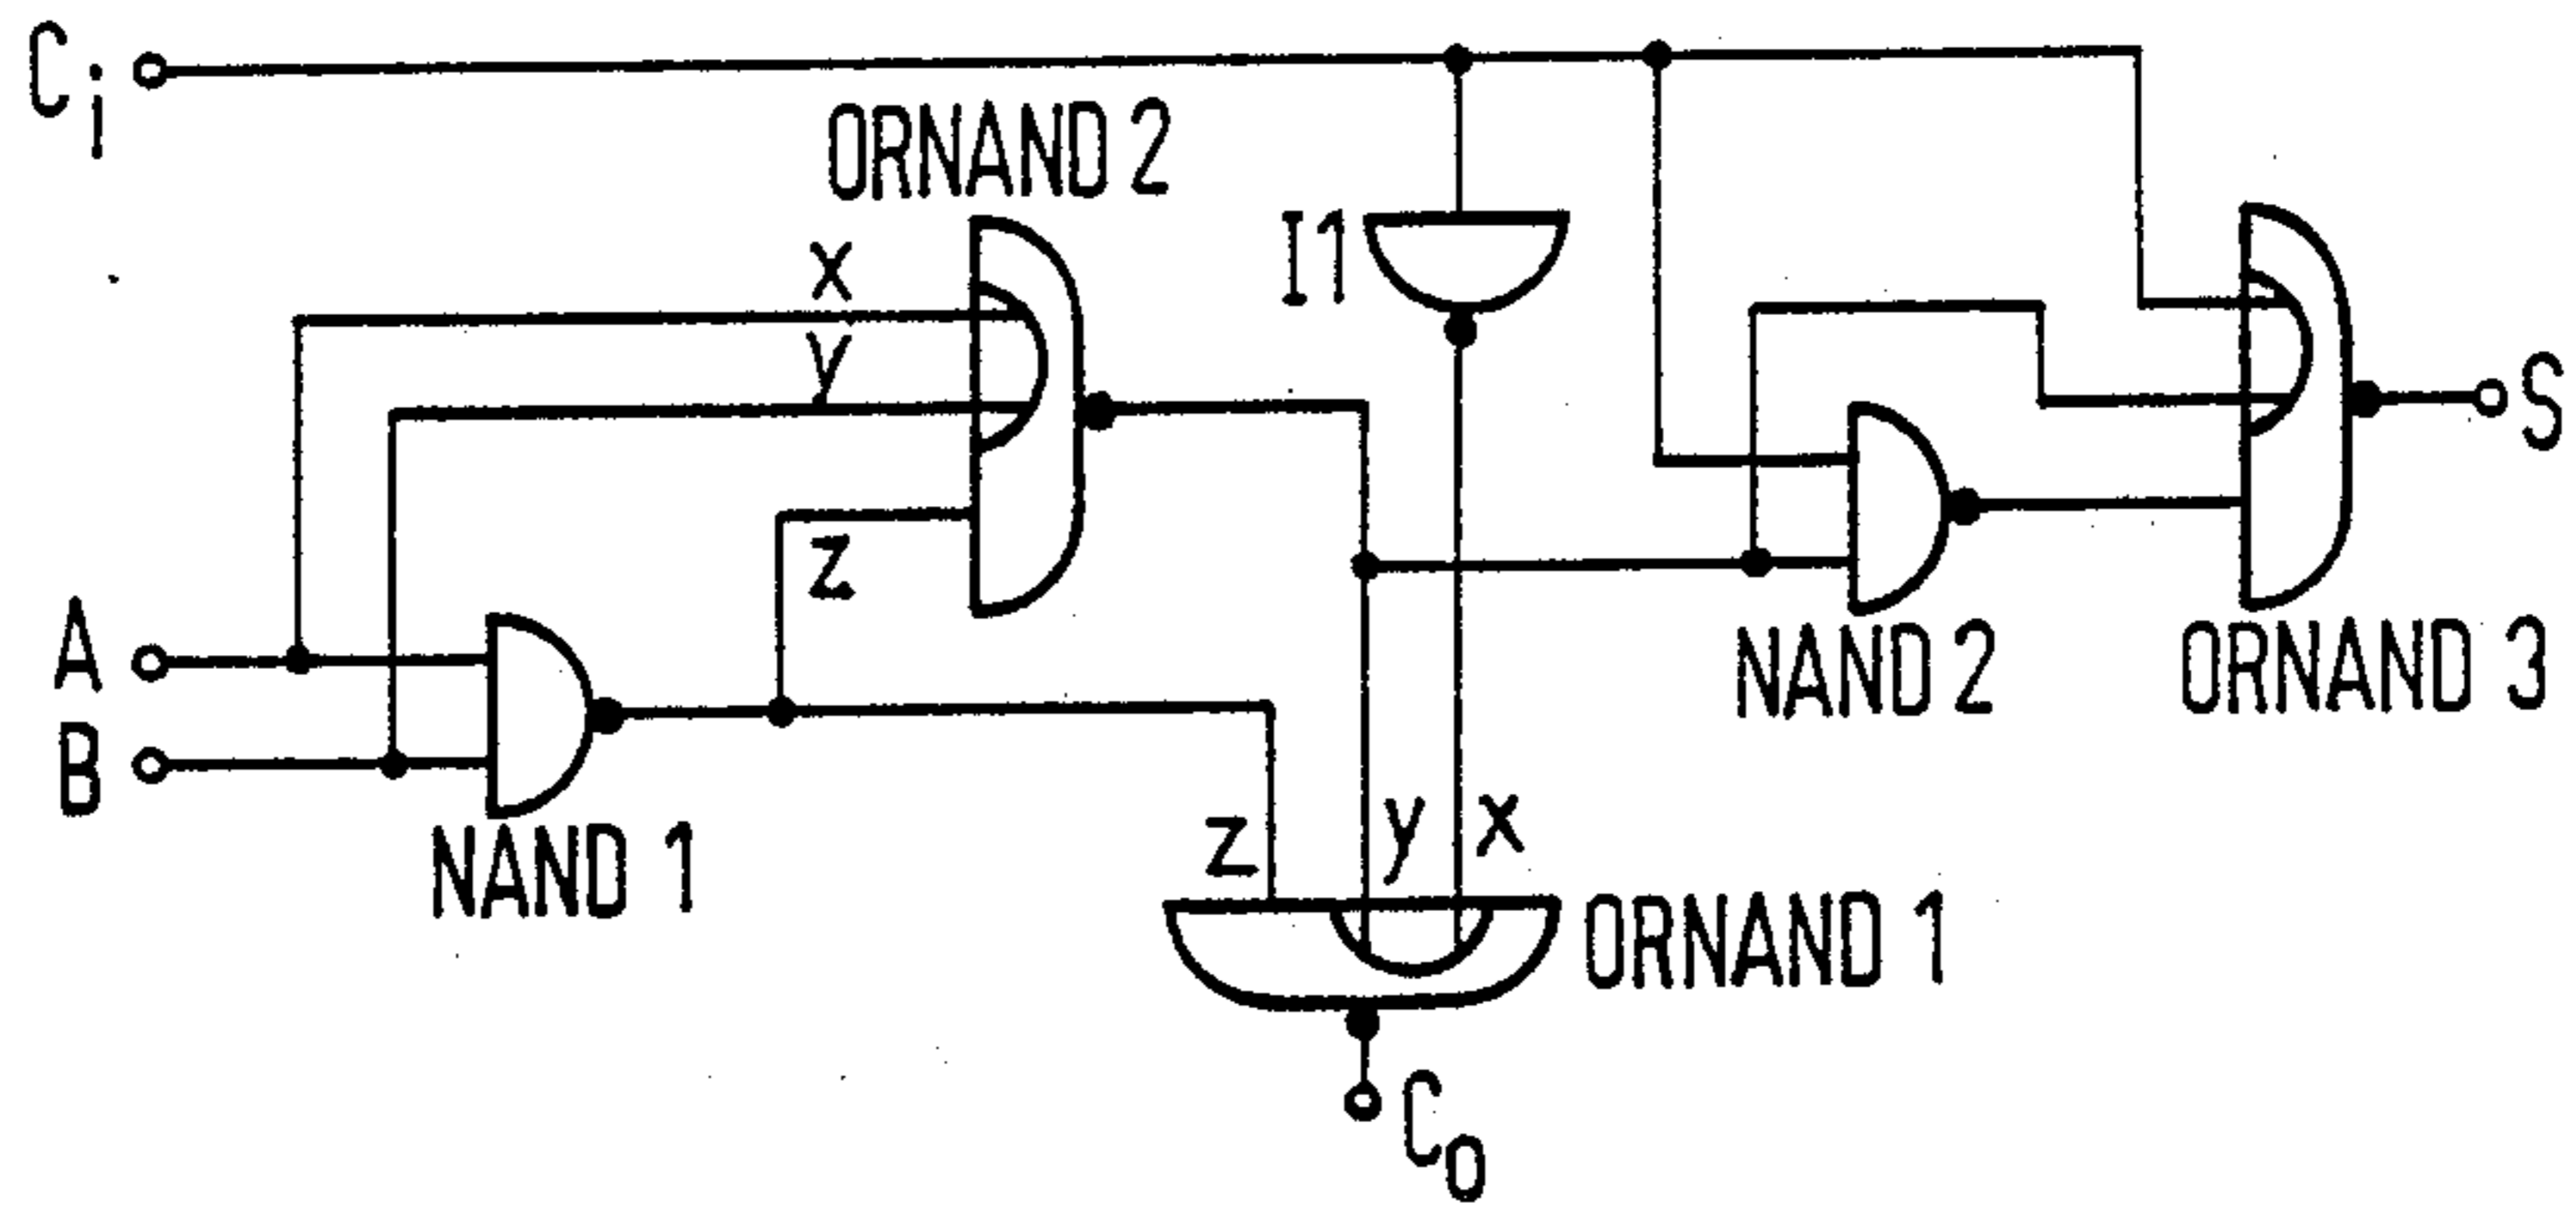 Ci
ORNAND 2
x
I1
y
S
z
A
NAND 2
ORNAND 3
B
NAND 1
z
y
x
ORNAND 1
Co